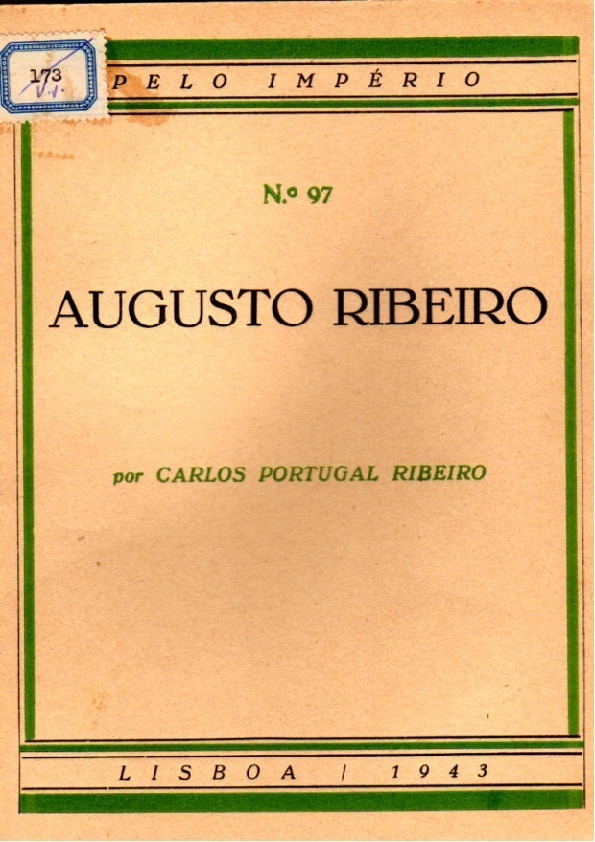 173
V.V.
PELO IMPÉRIO
N.º 97
AUGUSTO RIBEIRO
por CARLOS PORTUGAL RIBEIRO
LISBOA | 1943